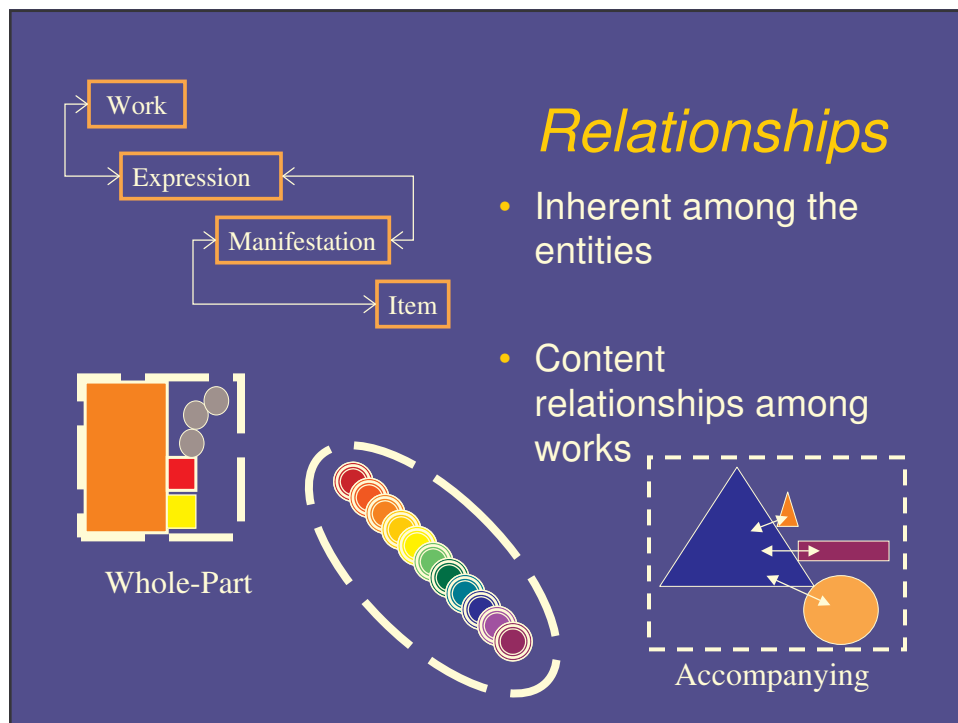 Relationships
Work
Expression
Manifestation
Item
• Inherent among the
entities
• Content
relationships among
works
Whole-Part
Accompanying